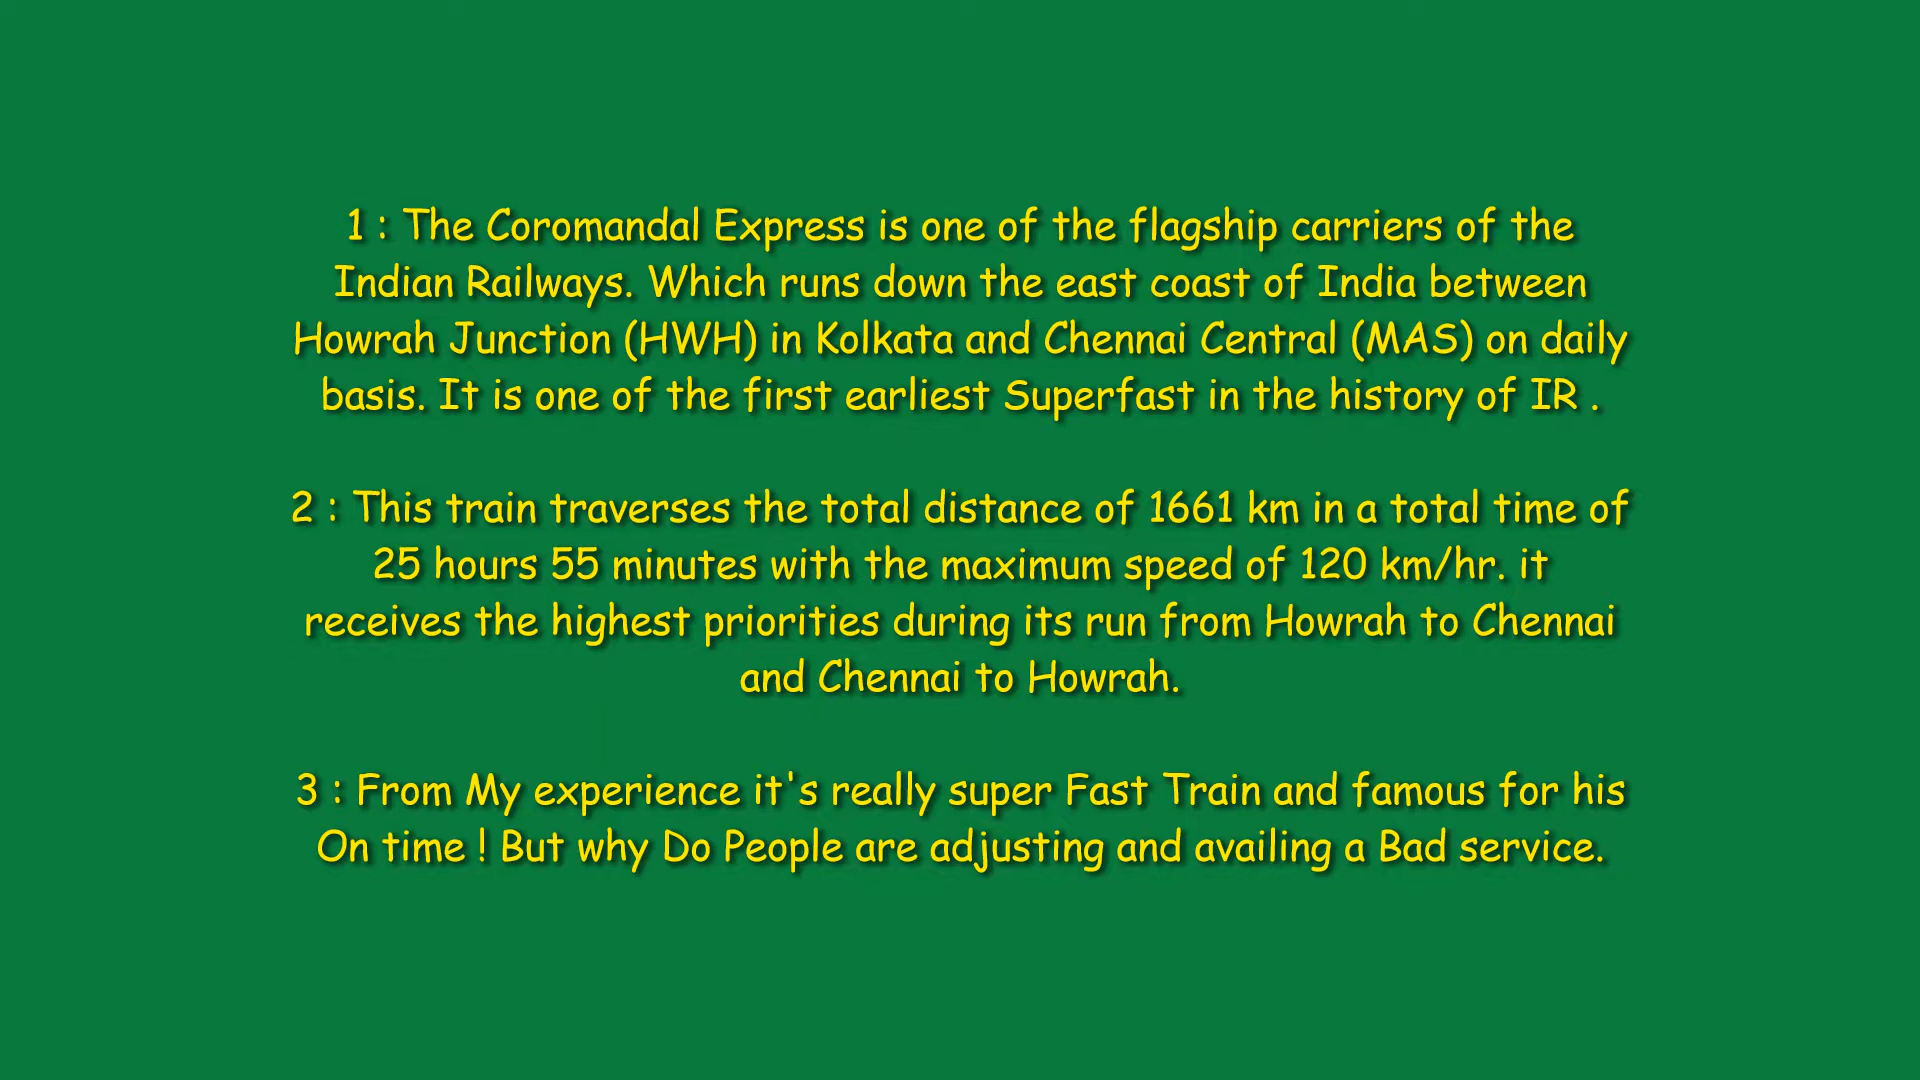 1 : The Coromandal Express is one of the flagship carriers of the
Indian Railways. Which runs down the east coast of India between
Howrah Junction (HWH) in Kolkata and Chennai Central (MAS) on daily
basis. It is one of the first earliest Superfast in the history of IR .
2 : This train traverses the total distance of 1661 km in a total time of
25 hours 55 minutes with the maximum speed of 120 km/hr. it
receives the highest priorities during its run from Howrah to Chennai
and Chennai to Howrah.
3 : From My experience it's really super Fast Train and famous for his
On time ! But why Do People are adjusting and availing a Bad service.